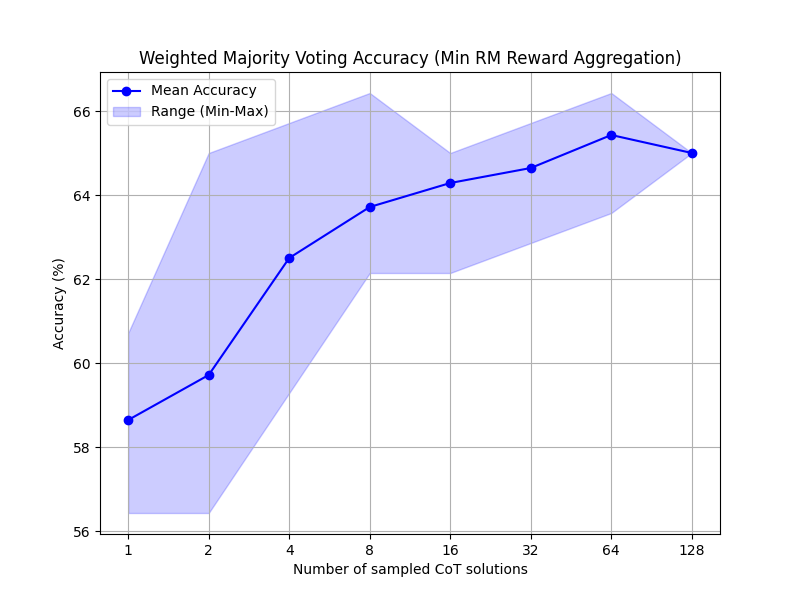 Weighted Majority Voting Accuracy (Min RM Reward Aggregation)
Mean Accuracy
Range (Min-Max)
66
64
62
60
58
56
Accuracy (%)
1 2 4 8 16 32 64 128
Number of sampled CoT solutions